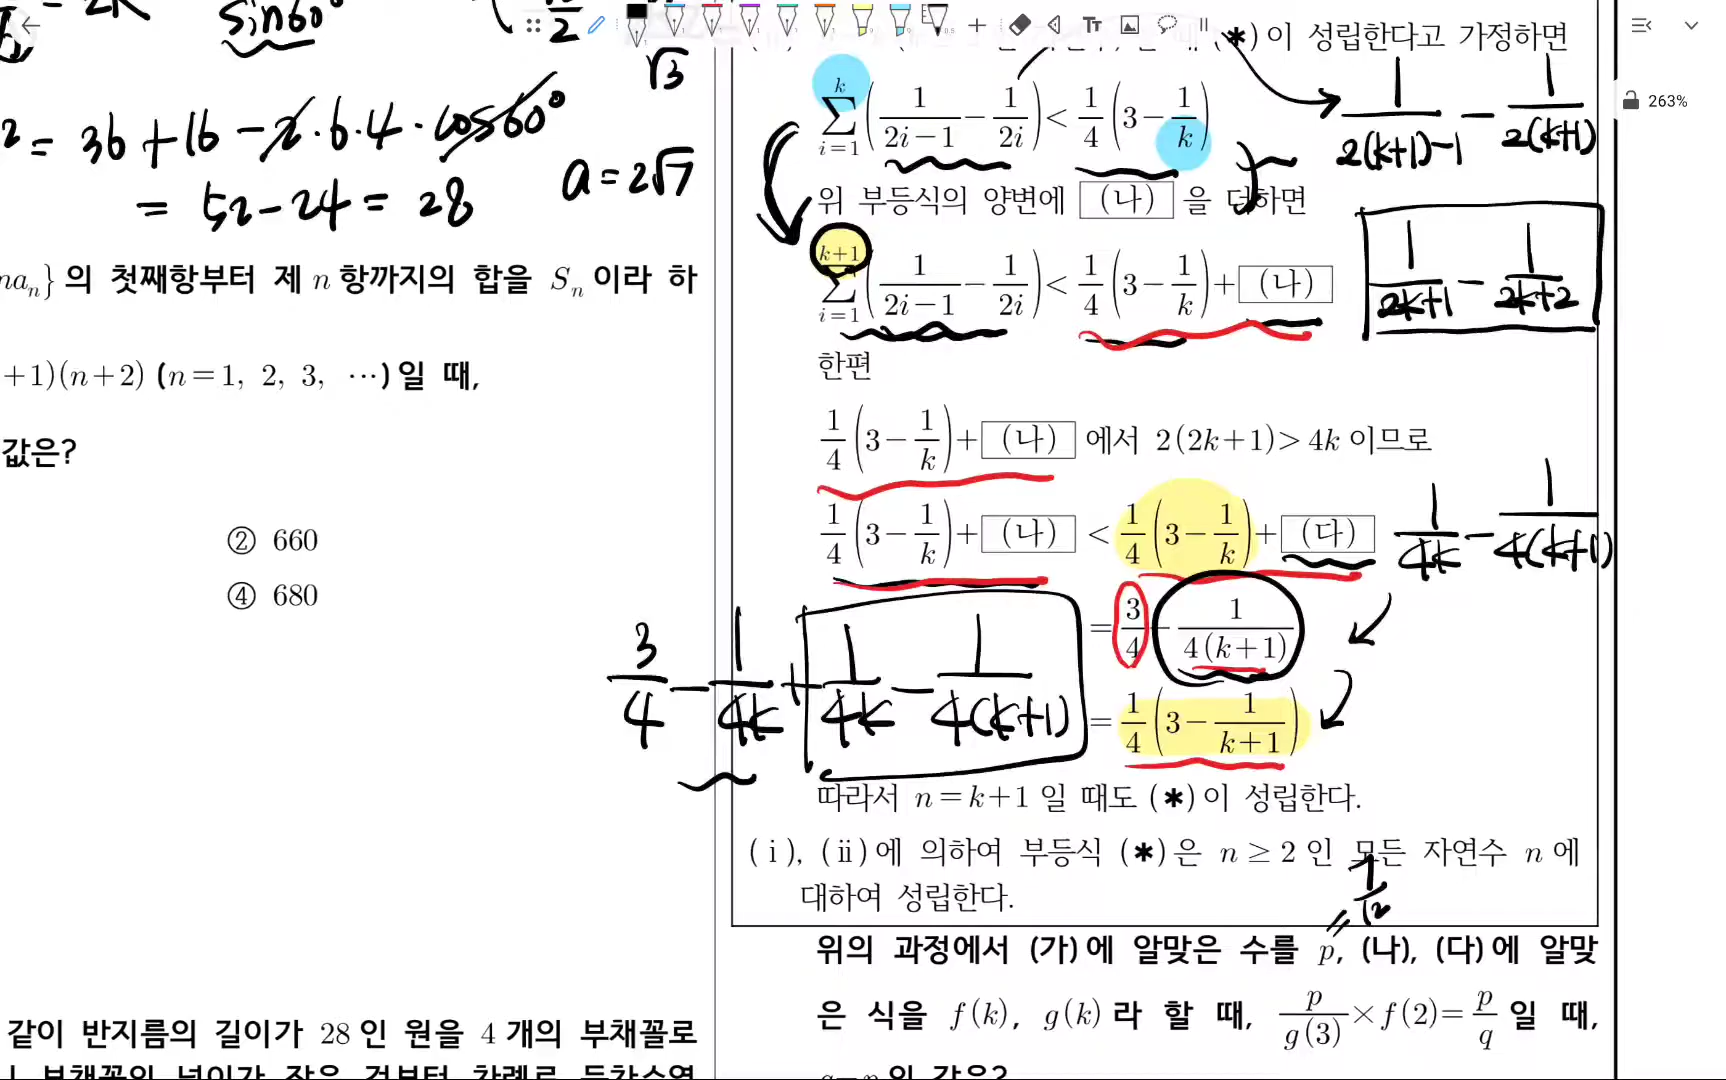 sin60°
√3
2 = 36 + 16 - 2·6·4·cos60°
= 52 - 24 = 28
a = 2√7
na_n}의 첫째항부터 제 n항까지의 합을 S_n이라 하
+1)(n+2) (n=1, 2, 3, ⋯)일 때,
값은?
② 660
④ 680
같이 반지름의 길이가 28인 원을 4개의 부채꼴로
263%
(✱)이 성립한다고 가정하면
∑_{i=1}^{k} (1/(2i-1) - 1/(2i)) < 1/4 (3 - 1/k)
1/(2(k+1)-1) - 1/(2(k+1))
위 부등식의 양변에 (나) 을 더하면
∑_{i=1}^{k+1} (1/(2i-1) - 1/(2i)) < 1/4 (3 - 1/k) + (나)
1/(2k+1) - 1/(2k+2)
한편
1/4 (3 - 1/k) + (나) 에서 2(2k+1) > 4k 이므로
1/4 (3 - 1/k) + (나) < 1/4 (3 - 1/k) + (다)
1/(4k) - 1/(4(k+1))
= 3/4 - 1/(4(k+1))
3/4 - 1/(4k) + 1/(4k) - 1/(4(k+1))
= 1/4 (3 - 1/(k+1))
따라서 n=k+1일 때도 (✱)이 성립한다.
(ⅰ), (ⅱ)에 의하여 부등식 (✱)은 n≥2인 모든 자연수 n에
대하여 성립한다.
위의 과정에서 (가)에 알맞은 수를 p, (나), (다)에 알맞
은 식을 f(k), g(k)라 할 때, p/g(3) × f(2) = p/q 일 때,